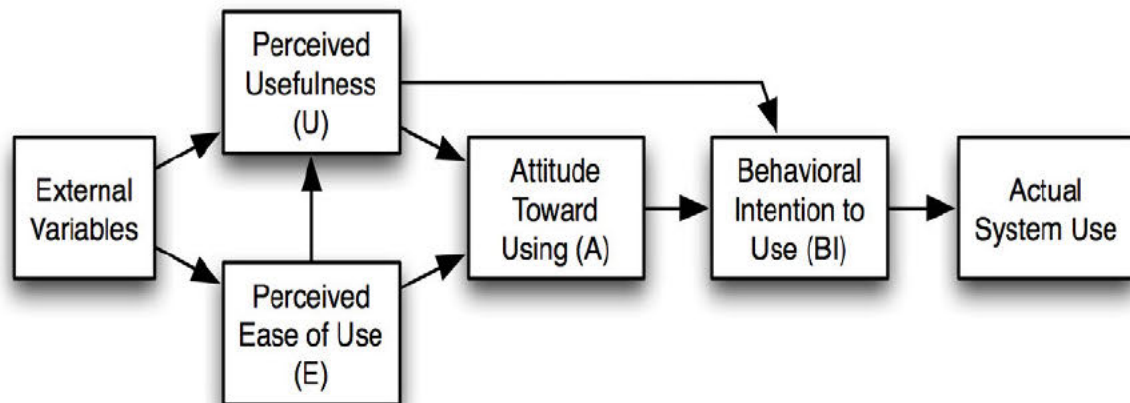 External
Variables
Perceived
Usefulness
(U)
Perceived
Ease of Use
(E)
Attitude
Toward
Using (A)
Behavioral
Intention to
Use (BI)
Actual
System Use